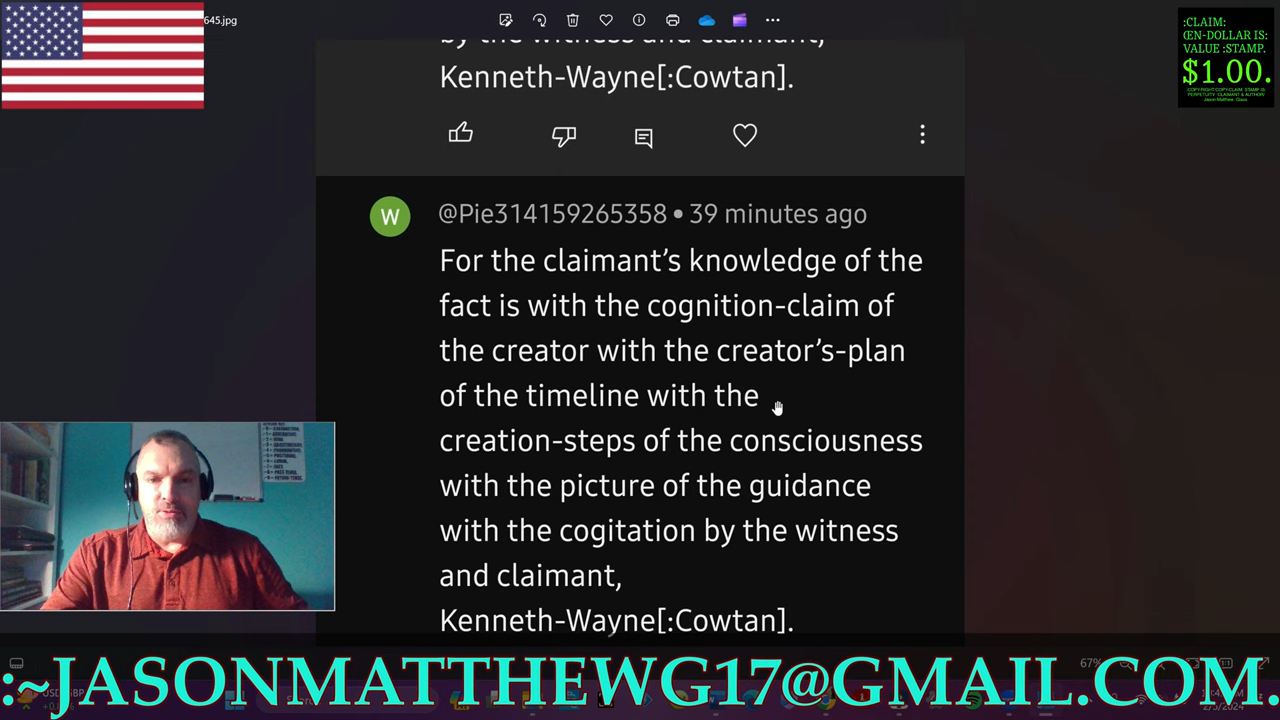 645.jpg
:CLAIM:
ŒN-DOLLAR IS:
VALUE :STAMP.
$1.00.
by the witness and claimant,
Kenneth-Wayne[:Cowtan].
W
@Pie314159265358 • 39 minutes ago
For the claimant's knowledge of the
fact is with the cognition-claim of
the creator with the creator's-plan
of the timeline with the
creation-steps of the consciousness
with the picture of the guidance
with the cogitation by the witness
and claimant,
Kenneth-Wayne[:Cowtan].
67%
:~JASONMATTHEWG17@GMAIL.COM.